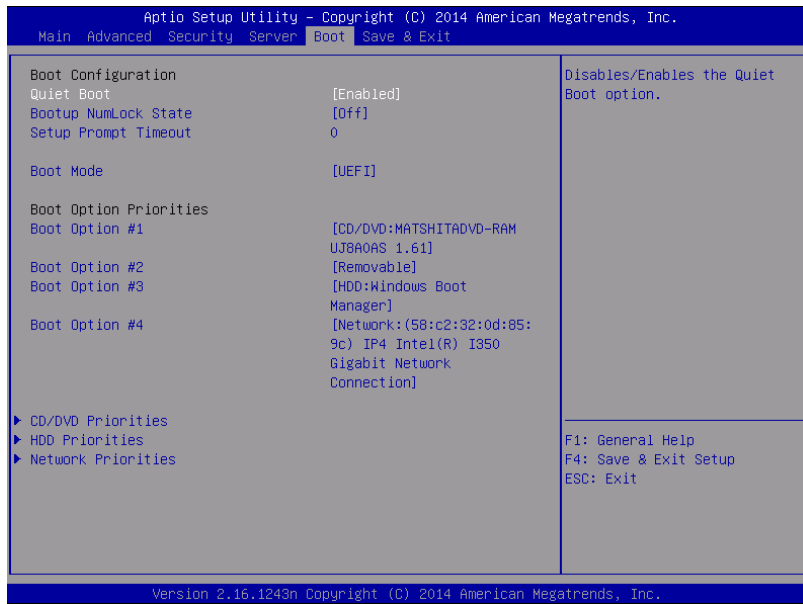 Aptio Setup Utility – Copyright (C) 2014 American Megatrends, Inc.
Main Advanced Security Server Boot Save & Exit
Boot Configuration
Quiet Boot [Enabled]
Bootup NumLock State [Off]
Setup Prompt Timeout 0
Boot Mode [UEFI]
Boot Option Priorities
Boot Option #1 [CD/DVD:MATSHITADVD-RAM
UJ8A0AS 1.61]
Boot Option #2 [Removable]
Boot Option #3 [HDD:Windows Boot
Manager]
Boot Option #4 [Network:(58:c2:32:0d:85:
9c) IP4 Intel(R) I350
Gigabit Network
Connection]
CD/DVD Priorities
HDD Priorities
Network Priorities
Disables/Enables the Quiet
Boot option.
F1: General Help
F4: Save & Exit Setup
ESC: Exit
Version 2.16.1243n Copyright (C) 2014 American Megatrends, Inc.